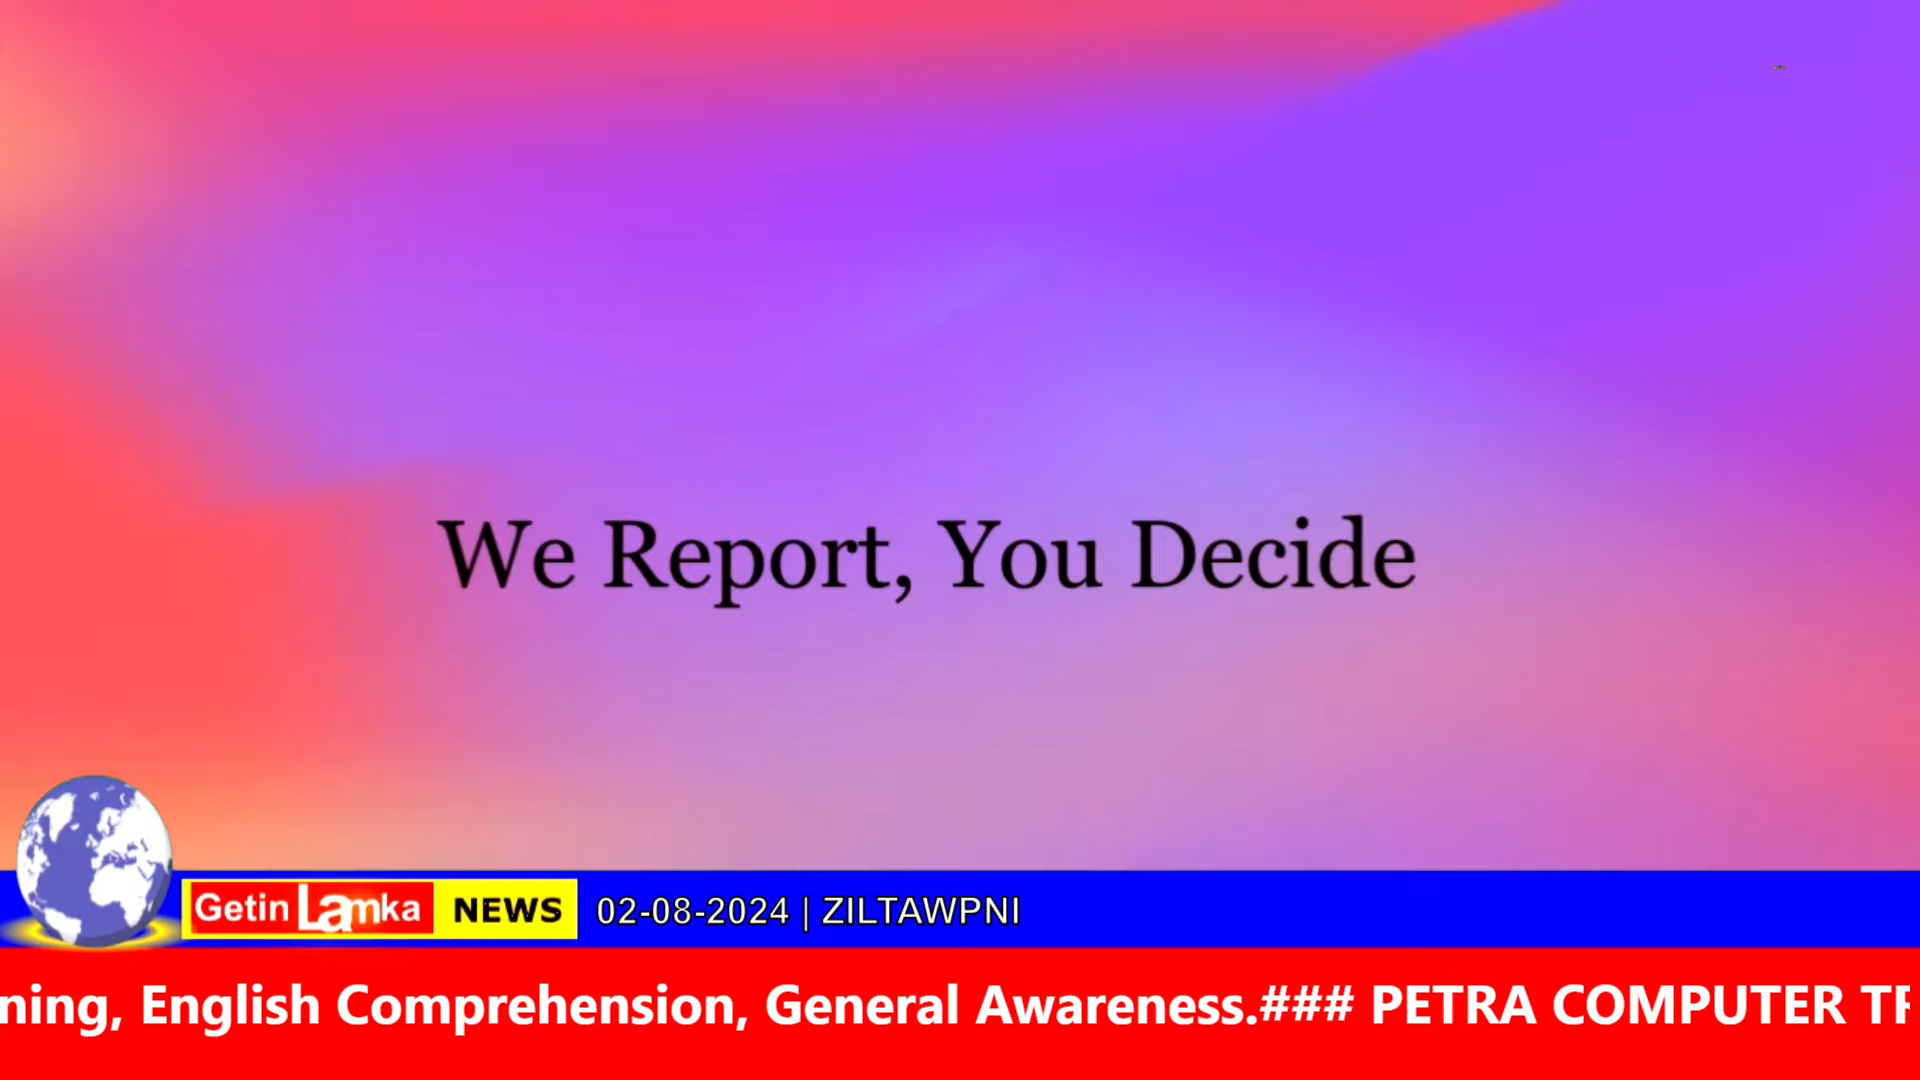 We Report, You Decide
Getin Lamka NEWS 02-08-2024 | ZILTAWPNI
ning, English Comprehension, General Awareness.### PETRA COMPUTER TR